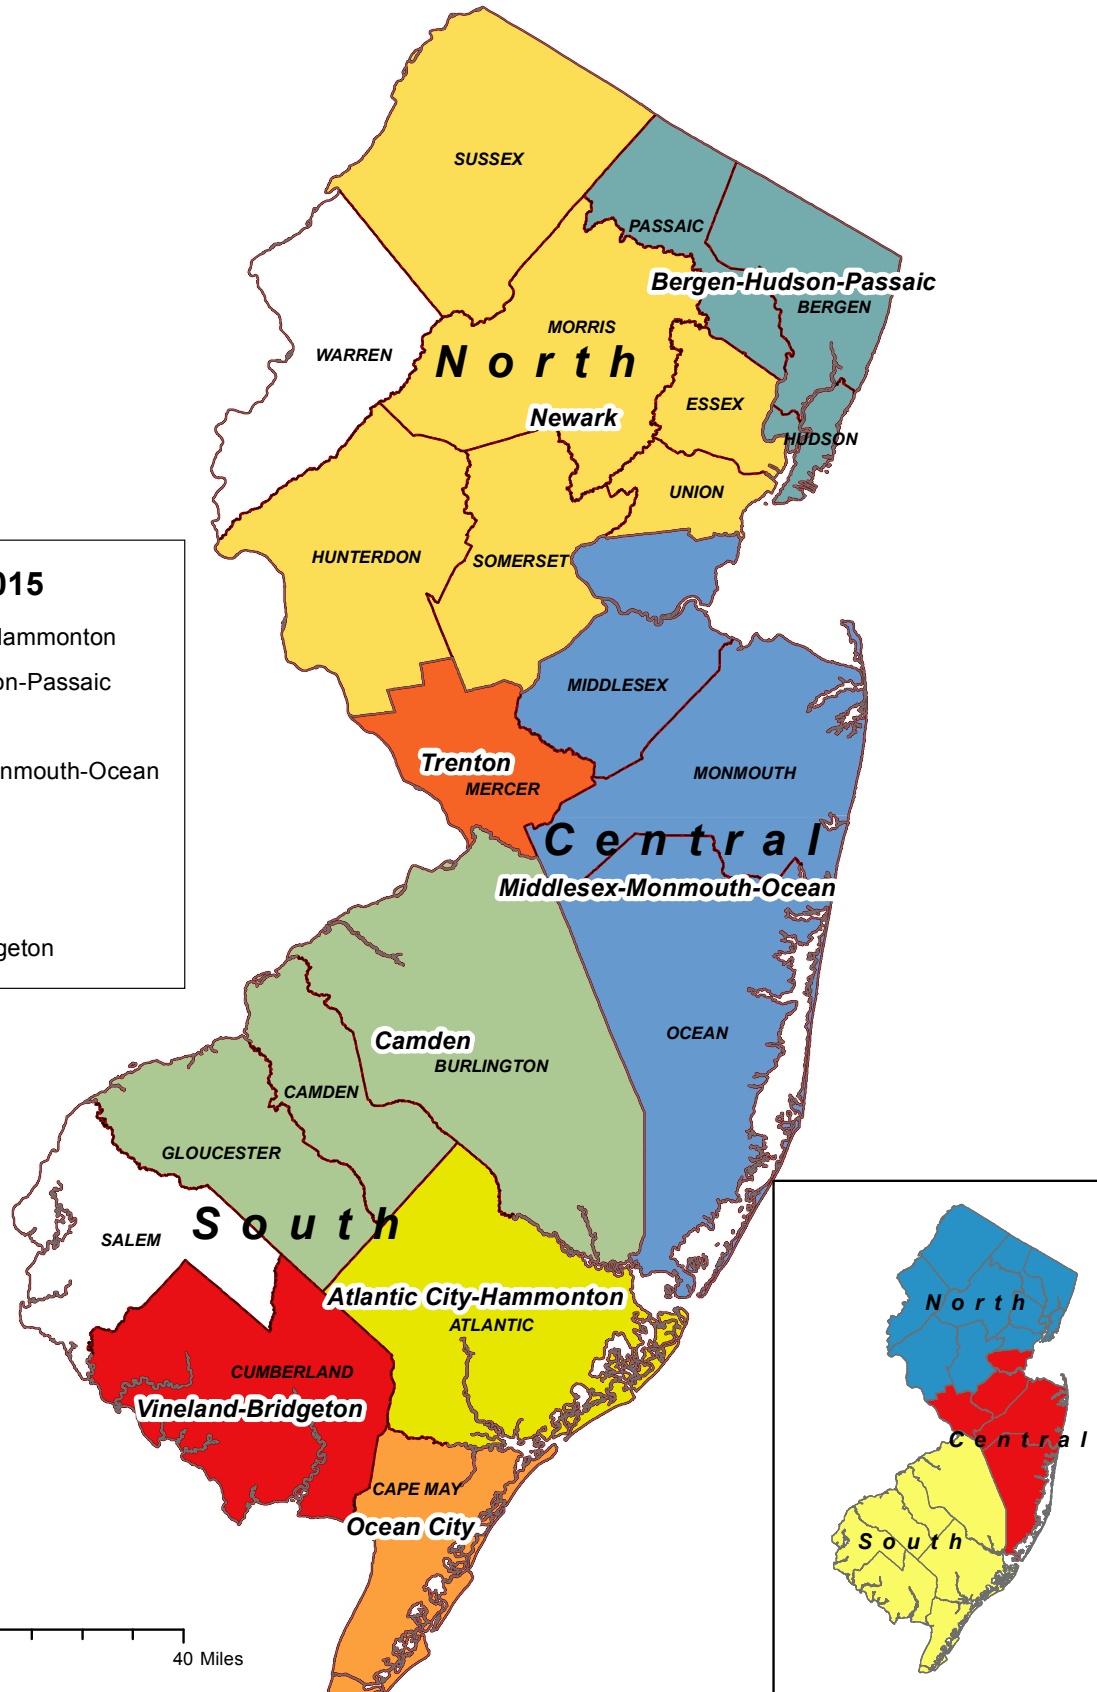 SUSSEX
PASSAIC
Bergen-Hudson-Passaic
BERGEN
MORRIS
WARREN
North
ESSEX
Newark
HUDSON
UNION
HUNTERDON
SOMERSET
015
Hammonton
on-Passaic
nmouth-Ocean
geton
MIDDLESEX
Trenton
MERCER
MONMOUTH
Central
Middlesex-Monmouth-Ocean
OCEAN
Camden
BURLINGTON
CAMDEN
GLOUCESTER
South
SALEM
Atlantic City-Hammonton
ATLANTIC
CUMBERLAND
Vineland-Bridgeton
CAPE MAY
Ocean City
40 Miles
North
Central
South